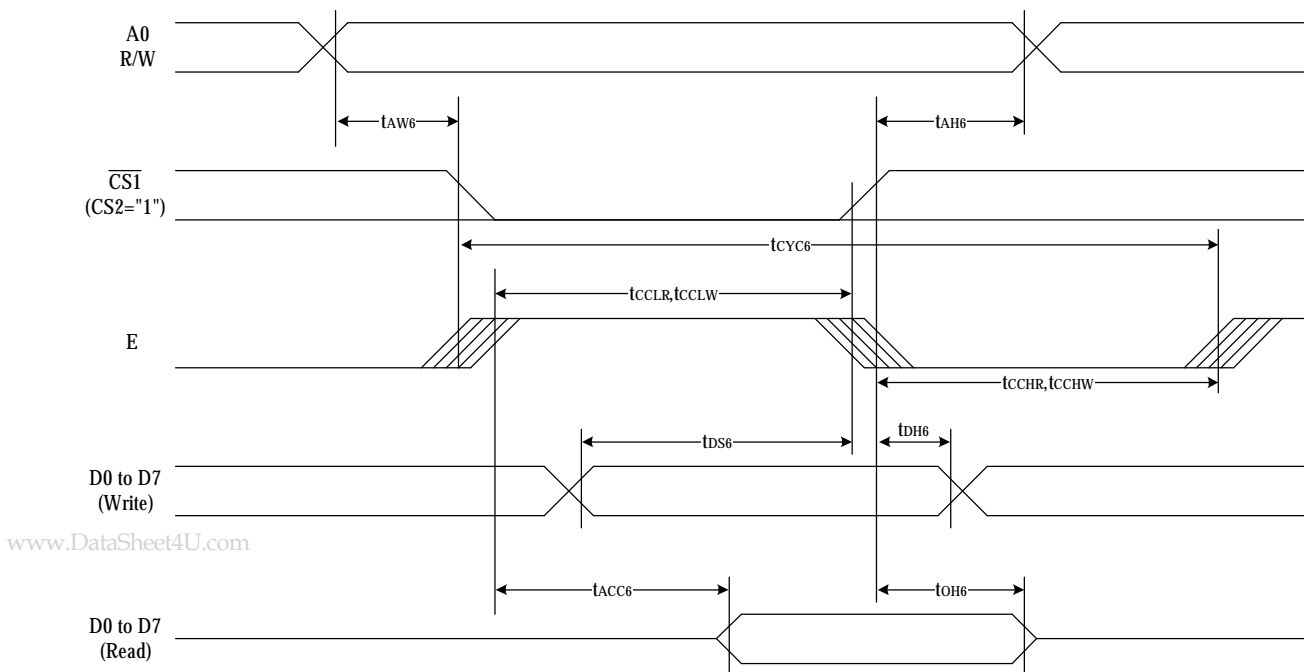 A0
R/W
tAW6
tAH6
CS1
(CS2="1")
tCYC6
tCCLR,tCCLW
E
tCCHR,tCCHW
tDS6
tDH6
D0 to D7
(Write)
www.DataSheet4U.com
tACC6
tOH6
D0 to D7
(Read)